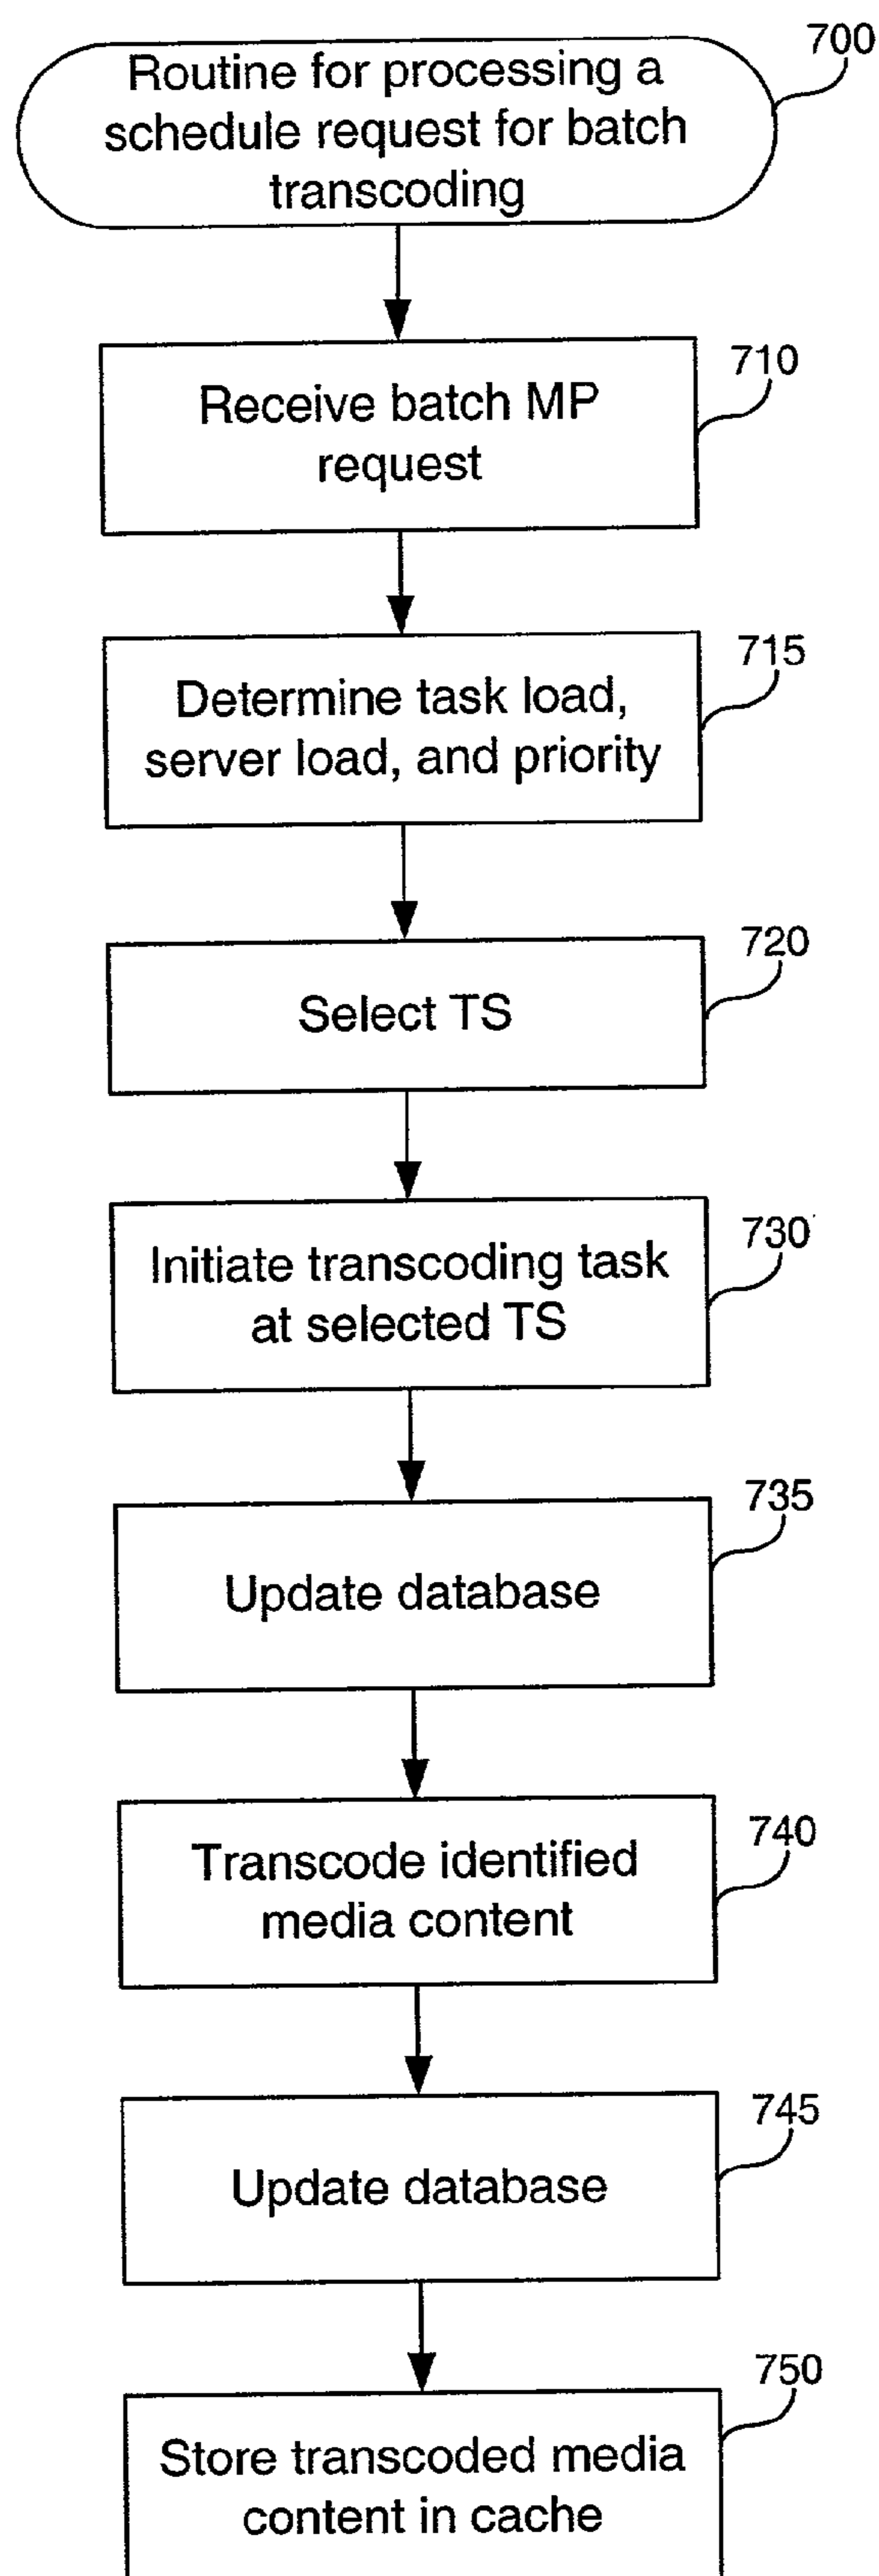 700
Routine for processing a
schedule request for batch
transcoding
710
Receive batch MP
request
715
Determine task load,
server load, and priority
720
Select TS
730
Initiate transcoding task
at selected TS
735
Update database
740
Transcode identified
media content
745
Update database
750
Store transcoded media
content in cache